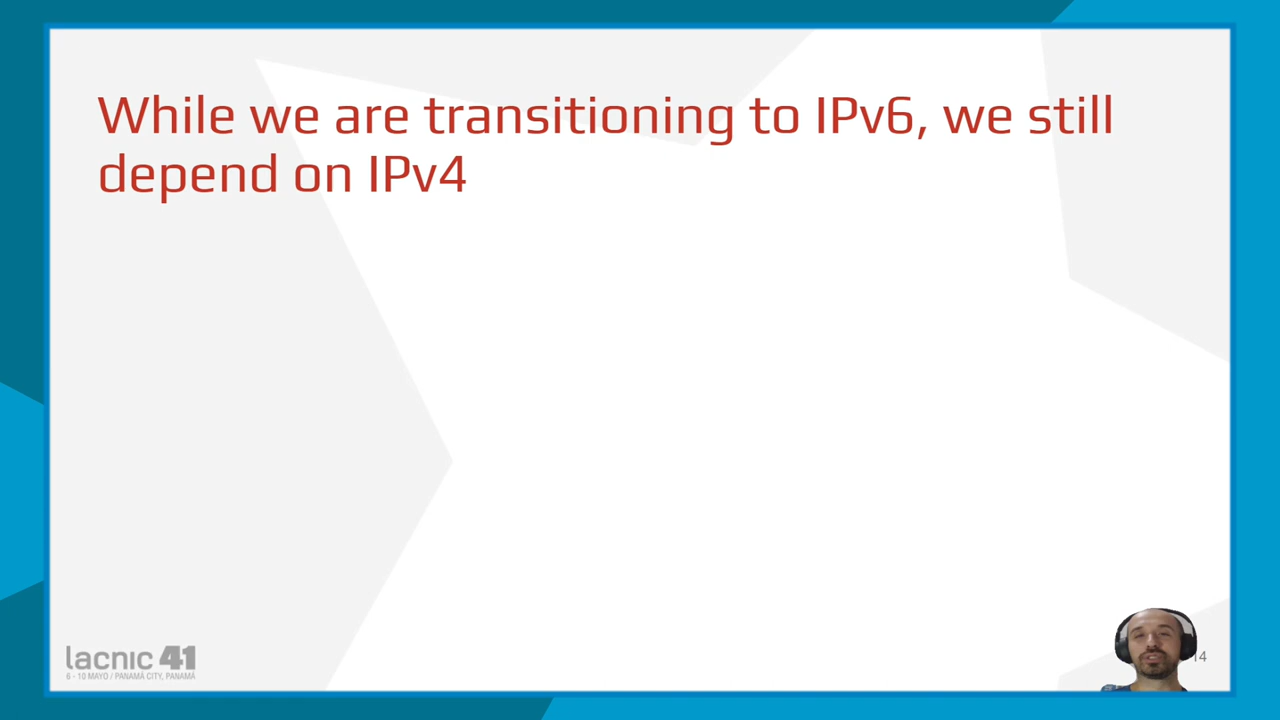 While we are transitioning to IPv6, we still
depend on IPv4
lacnic 41
6 - 10 MAYO / PANAMÁ CITY, PANAMÁ
14